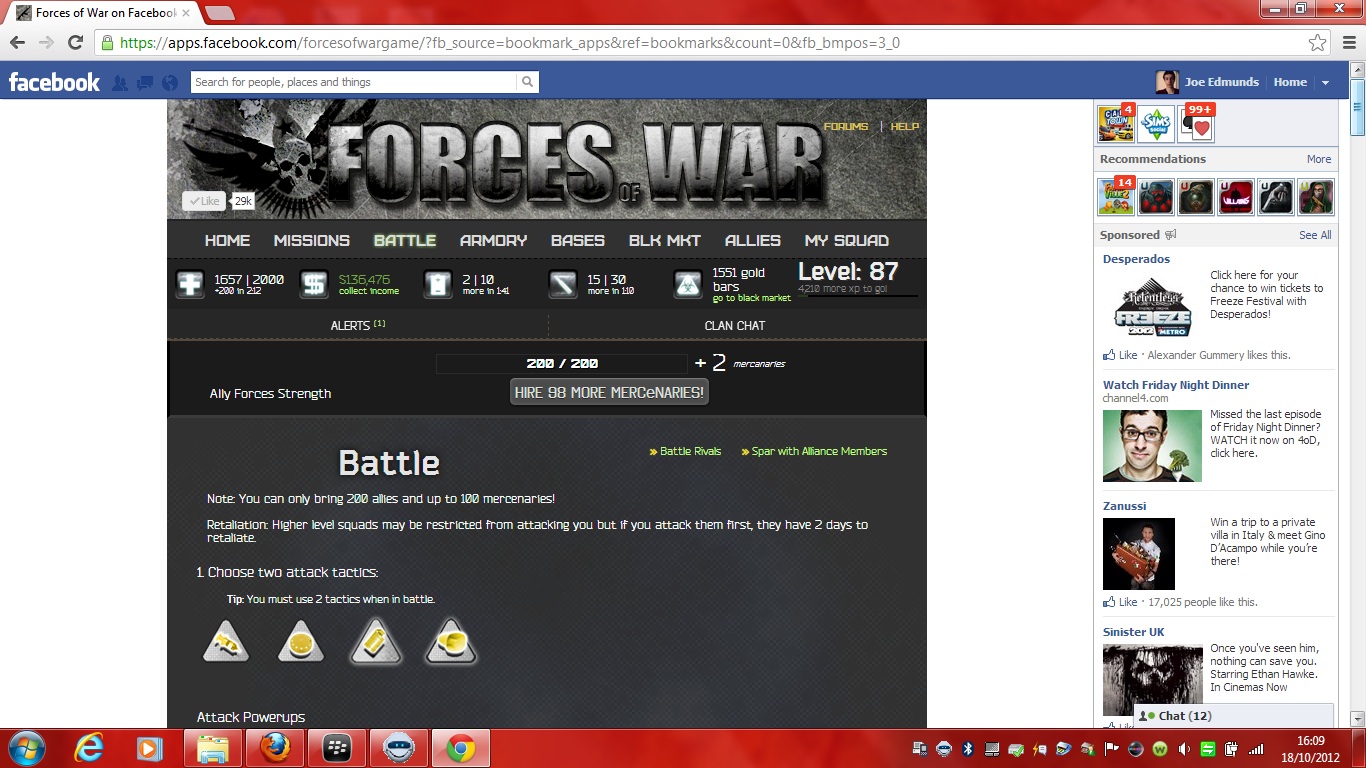 Forces of War on Facebook
https://apps.facebook.com/forcesofwargame/?fb_source=bookmark_apps&ref=bookmarks&count=0&fb_bmpos=3_0
facebook
Search for people, places and things
Joe Edmunds
Home
FORCES OF WAR
FORUMS | HELP
Like 29k
HOME MISSIONS BATTLE ARMORY BASES BLK MKT ALLIES MY SQUAD
1657 | 2000
+200 in 2:12
$136,476
collect income
2 | 10
more in 1:41
15 | 30
more in 1:10
1551 gold
bars
go to black market
Level: 87
4210 more xp to go!
ALERTS (1)
CLAN CHAT
200 / 200 + 2 mercanaries
Ally Forces Strength
HIRE 98 MORE MERCeNARIES!
Battle
» Battle Rivals
» Spar with Alliance Members
Note: You can only bring 200 allies and up to 100 mercenaries!
Retaliation: Higher level squads may be restricted from attacking you but if you attack them first, they have 2 days to
retaliate.
1. Choose two attack tactics:
Tip: You must use 2 tactics when in battle.
Attack Powerups
4
99+
Recommendations
More
14
Sponsored
See All
Desperados
Relentless
FREEZE
METRO
Click here for your
chance to win tickets to
Freeze Festival with
Desperados!
Like · Alexander Gummery likes this.
Watch Friday Night Dinner
channel4.com
Missed the last episode
of Friday Night Dinner?
WATCH it now on 4oD,
click here.
Zanussi
Win a trip to a private
villa in Italy & meet Gino
D'Acampo while you're
there!
Like · 17,025 people like this.
Sinister UK
Once you've seen him,
nothing can save you.
Starring Ethan Hawke.
In Cinemas Now
Chat (12)
16:09
18/10/2012